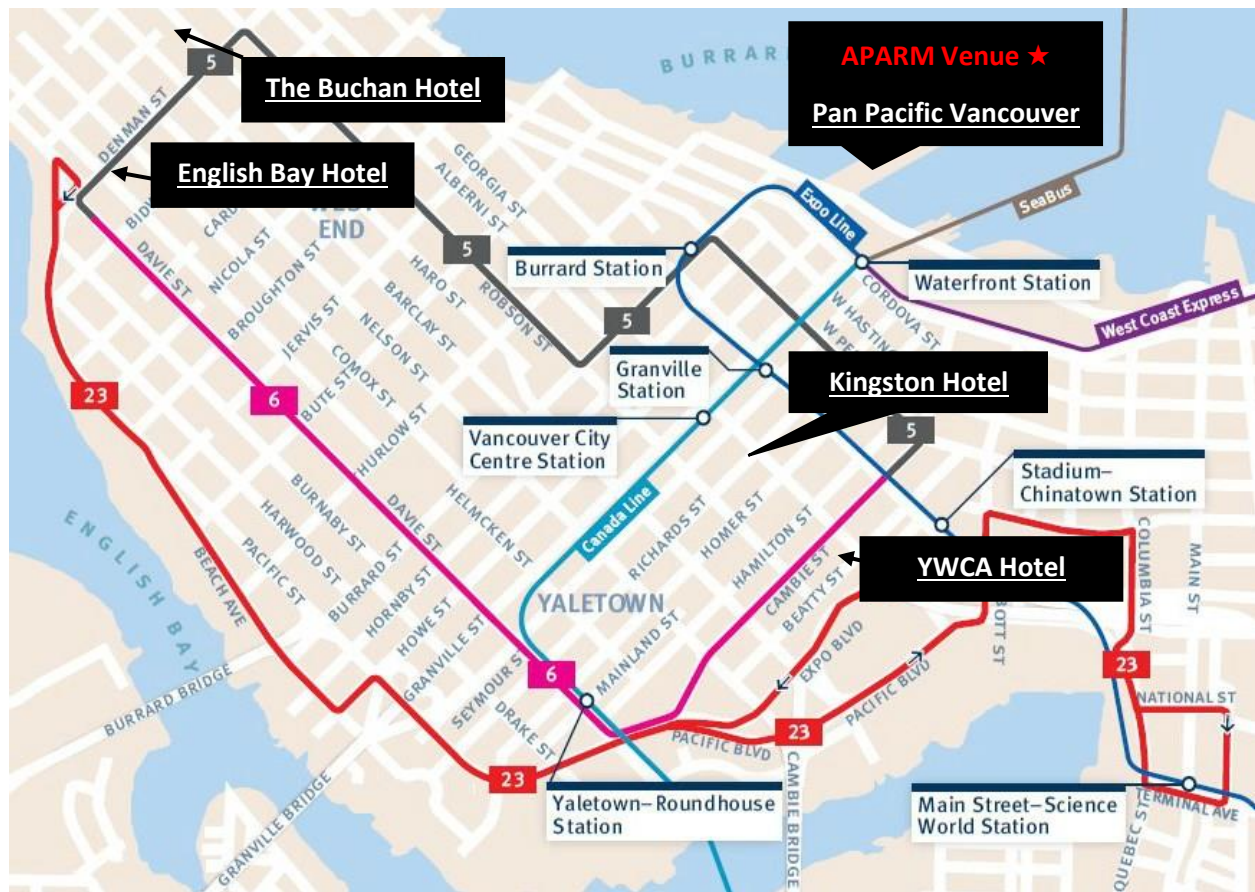 BURRAR
APARM Venue ★
Pan Pacific Vancouver
5
The Buchan Hotel
DENMAN ST
English Bay Hotel
GEORGIA ST
ALBERNI ST
END
SeaBus
Expo Line
5
Burrard Station
Waterfront Station
CORDOVA ST
West Coast Express
DAVIE ST
NICOLA ST
BROUGHTON ST
JERVIS ST
BUTE ST
HARO ST
ROBSON ST
BARCLAY ST
NELSON ST
COMOX ST
THURLOW ST
5
Granville
Station
Kingston Hotel
23
6
Vancouver City
Centre Station
5
Stadium–
Chinatown Station
ENGLISH BAY
BEACH AVE
BURNABY ST
HARWOOD ST
PACIFIC ST
DAVIE ST
HELMCKEN ST
BURRARD ST
HORNBY ST
HOWE ST
GRANVILLE ST
SEYMOUR ST
DRAKE ST
Canada Line
RICHARDS ST
HOMER ST
HAMILTON ST
CAMBIE ST
BEATTY ST
YWCA Hotel
COLUMBIA ST
MAIN ST
YALETOWN
MAINLAND ST
EXPO BLVD
PACIFIC BLVD
6
23
NATIONAL ST
BURRARD BRIDGE
GRANVILLE BRIDGE
23
PACIFIC BLVD
23
CAMBIE BRIDGE
Yaletown–Roundhouse
Station
Main Street–Science
World Station
QUEBEC ST
TERMINAL AVE